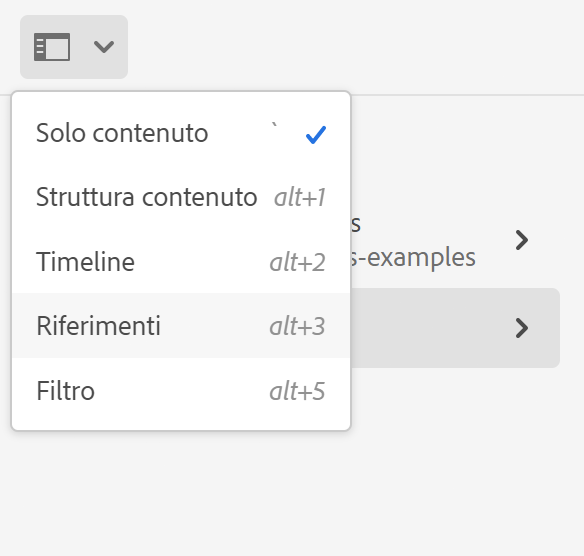 Solo contenuto `
Struttura contenuto alt+1
s
Timeline alt+2
s-examples
Riferimenti alt+3
Filtro alt+5